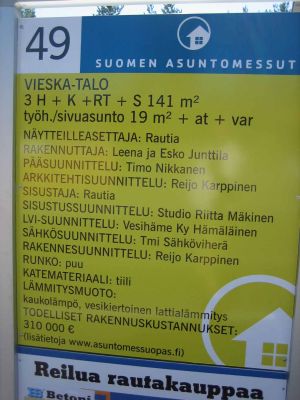 49
SUOMEN ASUNTOMESSUT
VIESKA-TALO
3 H + K +RT + S 141 m²
työh./sivuasunto 19 m² + at + var
NÄYTTEILLEASETTAJA: Rautia
RAKENNUTTAJA: Leena ja Esko Junttila
PÄÄSUUNNITTELU: Timo Nikkanen
ARKKITEHTISUUNNITTELU: Reijo Karppinen
SISUSTAJA: Rautia
SISUSTUSSUUNNITTELU: Studio Riitta Mäkinen
LVI-SUUNNITTELU: Vesihäme Ky Hämäläinen
SÄHKÖSUUNNITTELU: Tmi Sähköviherä
RAKENNESUUNNITTELU: Reijo Karppinen
RUNKO: puu
KATEMATERIAALI: tiili
LÄMMITYSMUOTO:
kaukolämpö, vesikiertoinen lattialämmitys
TODELLISET RAKENNUSKUSTANNUKSET:
310 000 €
(lisätietoja www.asuntomessuopas.fi)
Reilua rautakauppaa
Betoni